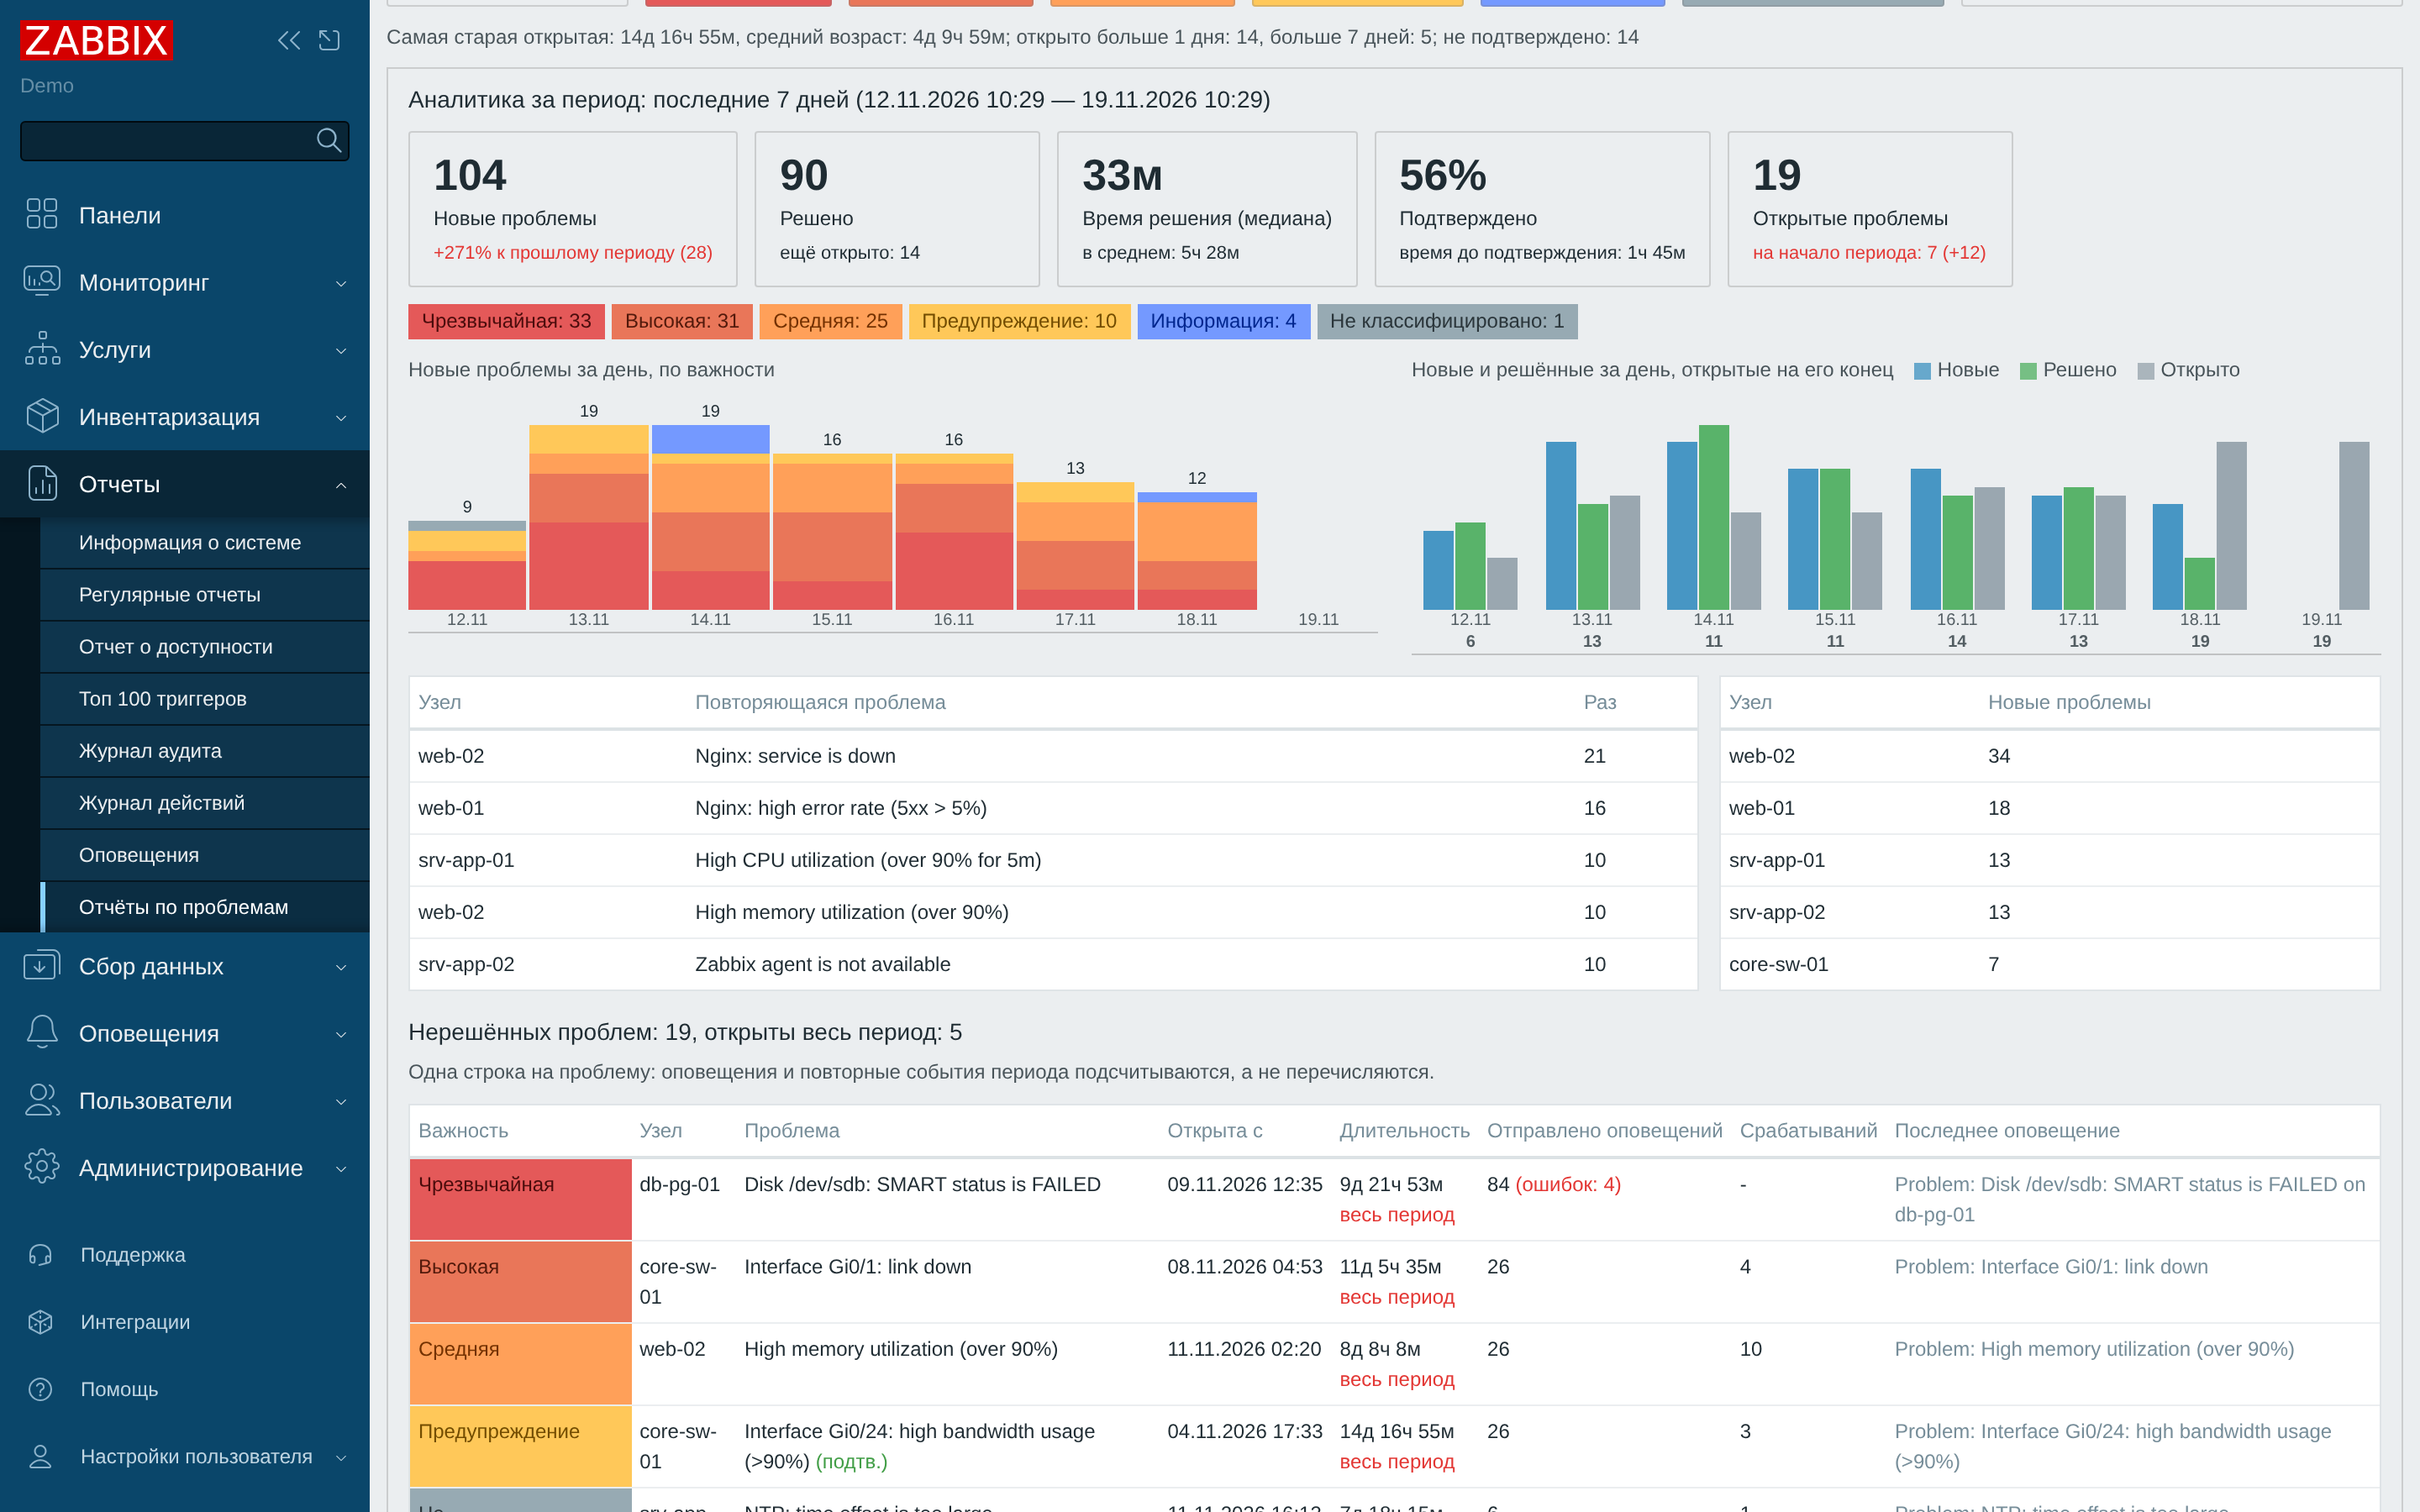 ZABBIX
Demo
Панели
Мониторинг
Услуги
Инвентаризация
Отчеты
Информация о системе
Регулярные отчеты
Отчет о доступности
Топ 100 триггеров
Журнал аудита
Журнал действий
Оповещения
Отчёты по проблемам
Сбор данных
Оповещения
Пользователи
Администрирование
Поддержка
Интеграции
Помощь
Настройки пользователя
Самая старая открытая: 14д 16ч 55м, средний возраст: 4д 9ч 59м; открыто больше 1 дня: 14, больше 7 дней: 5; не подтверждено: 14
Аналитика за период: последние 7 дней (12.11.2026 10:29 — 19.11.2026 10:29)
104
Новые проблемы
+271% к прошлому периоду (28)
90
Решено
ещё открыто: 14
33м
Время решения (медиана)
в среднем: 5ч 28м
56%
Подтверждено
время до подтверждения: 1ч 45м
19
Открытые проблемы
на начало периода: 7 (+12)
Чрезвычайная: 33 Высокая: 31 Средняя: 25 Предупреждение: 10 Информация: 4 Не классифицировано: 1
Новые проблемы за день, по важности
9 19 19 16 16 13 12
12.11 13.11 14.11 15.11 16.11 17.11 18.11 19.11
Новые и решённые за день, открытые на его конец Новые Решено Открыто
12.11 13.11 14.11 15.11 16.11 17.11 18.11 19.11
6 13 11 11 14 13 19 19
Узел Повторяющаяся проблема Раз
web-02 Nginx: service is down 21
web-01 Nginx: high error rate (5xx > 5%) 16
srv-app-01 High CPU utilization (over 90% for 5m) 10
web-02 High memory utilization (over 90%) 10
srv-app-02 Zabbix agent is not available 10
Узел Новые проблемы
web-02 34
web-01 18
srv-app-01 13
srv-app-02 13
core-sw-01 7
Нерешённых проблем: 19, открыты весь период: 5
Одна строка на проблему: оповещения и повторные события периода подсчитываются, а не перечисляются.
Важность Узел Проблема Открыта с Длительность Отправлено оповещений Срабатываний Последнее оповещение
Чрезвычайная db-pg-01 Disk /dev/sdb: SMART status is FAILED 09.11.2026 12:35 9д 21ч 53м 84 (ошибок: 4) - Problem: Disk /dev/sdb: SMART status is FAILED on
весь период db-pg-01
Высокая core-sw- Interface Gi0/1: link down 08.11.2026 04:53 11д 5ч 35м 26 4 Problem: Interface Gi0/1: link down
01 весь период
Средняя web-02 High memory utilization (over 90%) 11.11.2026 02:20 8д 8ч 8м 26 10 Problem: High memory utilization (over 90%)
весь период
Предупреждение core-sw- Interface Gi0/24: high bandwidth usage 04.11.2026 17:33 14д 16ч 55м 26 3 Problem: Interface Gi0/24: high bandwidth usage
01 (>90%) (подтв.) весь период (>90%)